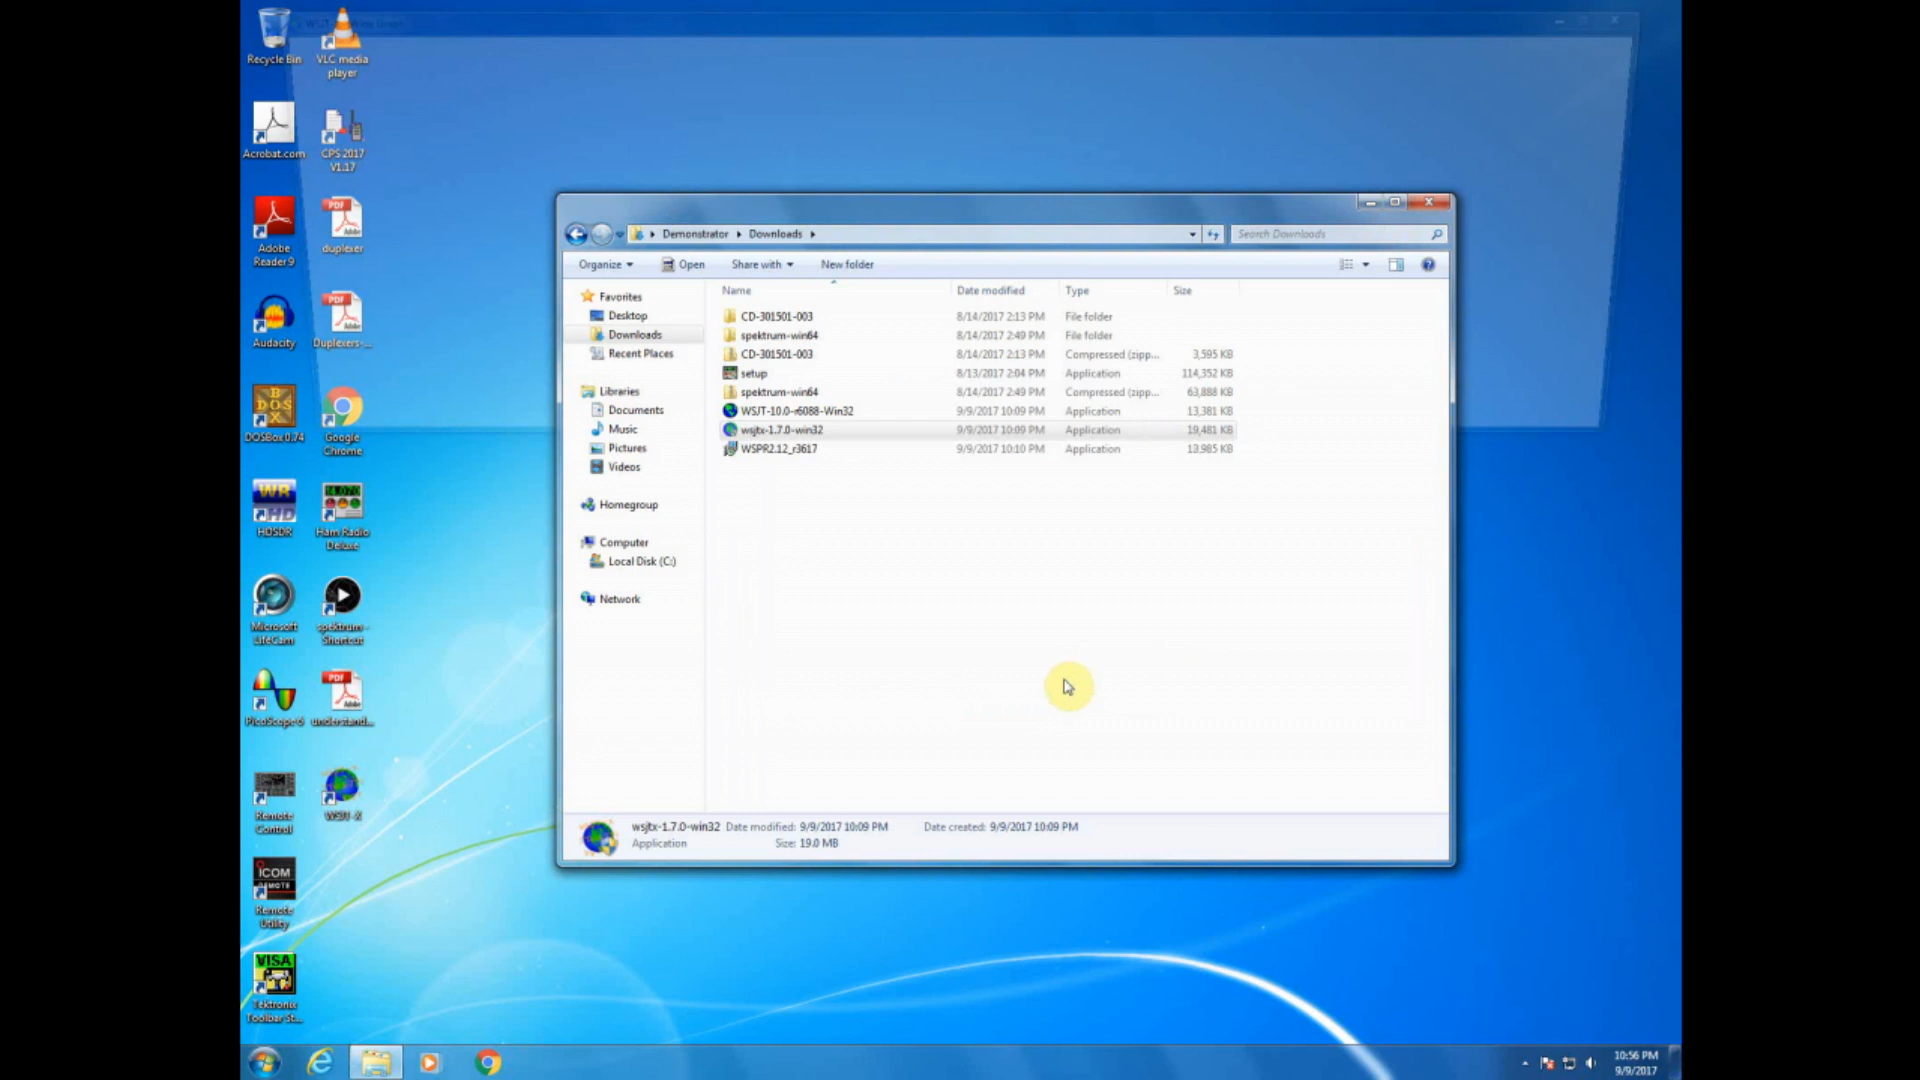 Recycle Bin
VLC media
player
Acrobat.com
CPS 2017
V1.17
Adobe
Reader 9
duplexer
Audacity
Duplexers-...
DOSBox 0.74
Google
Chrome
HDSDR
Ham Radio
Deluxe
Microsoft
LifeCam
spektrum -
Shortcut
PicoScope 6
understand...
Remote
Control
WSJT-X
ICOM
REMOTE
Remote
Utility
VISA
Tektronix
Toolbar St...
Demonstrator
Downloads
Search Downloads
Organize
Open
Share with
New folder
Favorites
Desktop
Downloads
Recent Places
Libraries
Documents
Music
Pictures
Videos
Homegroup
Computer
Local Disk (C:)
Network
Name Date modified Type Size
CD-301501-003 8/14/2017 2:13 PM File folder
spektrum-win64 8/14/2017 2:49 PM File folder
CD-301501-003 8/14/2017 2:13 PM Compressed (zipp... 3,595 KB
setup 8/13/2017 2:04 PM Application 114,352 KB
spektrum-win64 8/14/2017 2:49 PM Compressed (zipp... 63,888 KB
WSJT-10.0-r6088-Win32 9/9/2017 10:09 PM Application 13,381 KB
wsjtx-1.7.0-win32 9/9/2017 10:09 PM Application 19,481 KB
WSPR2.12_r3617 9/9/2017 10:10 PM Application 13,985 KB
wsjtx-1.7.0-win32 Date modified: 9/9/2017 10:09 PM Date created: 9/9/2017 10:09 PM
Application Size: 19.0 MB
10:56 PM
9/9/2017